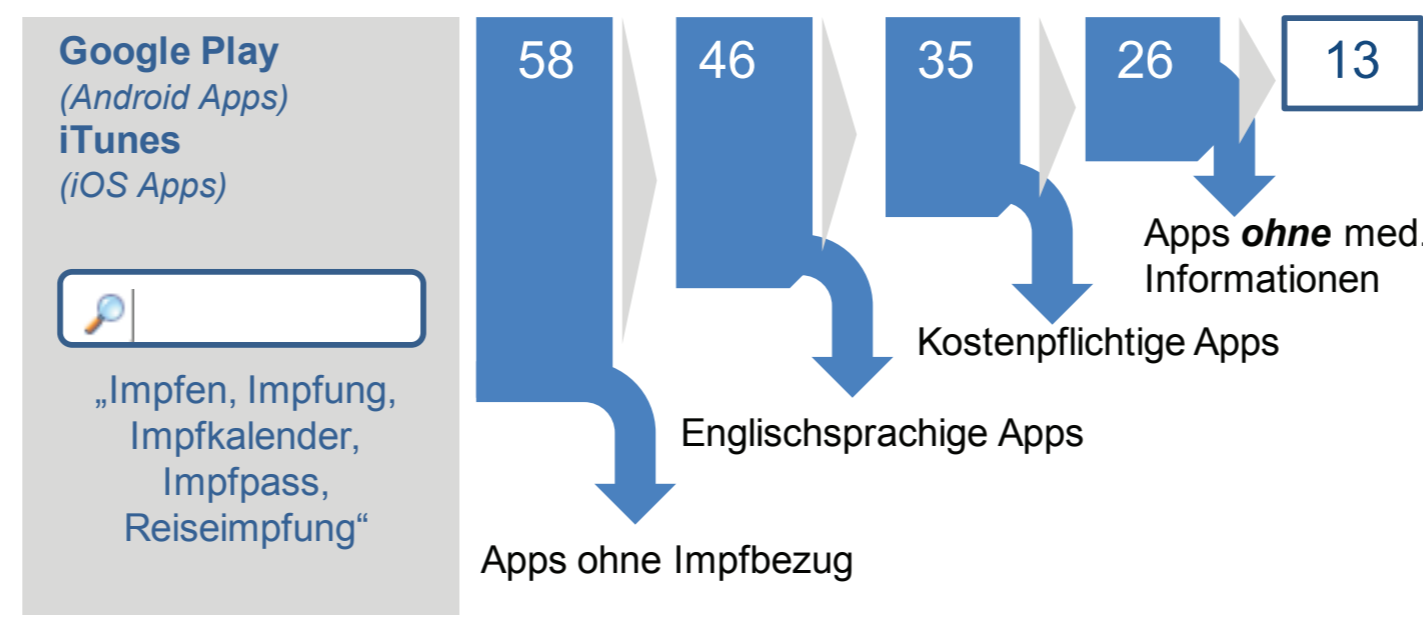 Google Play
(Android Apps)
iTunes
(iOS Apps)
„Impfen, Impfung,
Impfkalender,
Impfpass,
Reiseimpfung“
58
46
35
26
13
Apps ohne med.
Informationen
Kostenpflichtige Apps
Englischsprachige Apps
Apps ohne Impfbezug